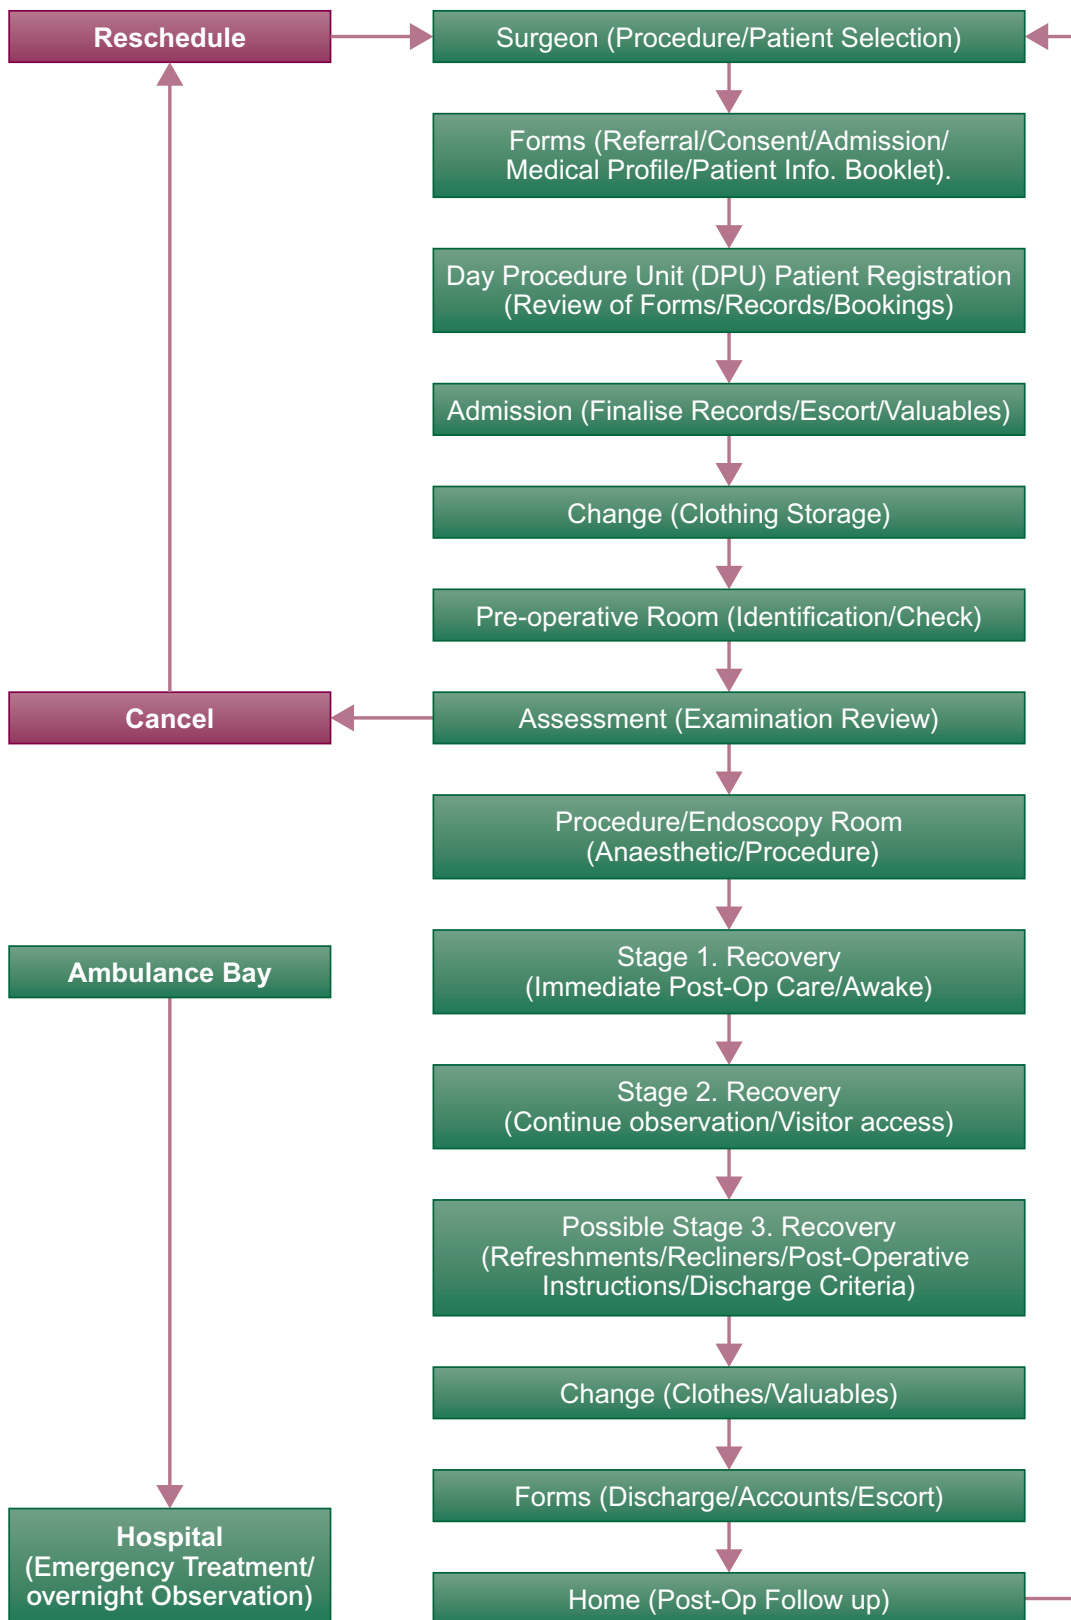 Reschedule
Surgeon (Procedure/Patient Selection)
Forms (Referral/Consent/Admission/
Medical Profile/Patient Info. Booklet).
Day Procedure Unit (DPU) Patient Registration
(Review of Forms/Records/Bookings)
Admission (Finalise Records/Escort/Valuables)
Change (Clothing Storage)
Pre-operative Room (Identification/Check)
Cancel
Assessment (Examination Review)
Procedure/Endoscopy Room
(Anaesthetic/Procedure)
Ambulance Bay
Stage 1. Recovery
(Immediate Post-Op Care/Awake)
Stage 2. Recovery
(Continue observation/Visitor access)
Possible Stage 3. Recovery
(Refreshments/Recliners/Post-Operative
Instructions/Discharge Criteria)
Change (Clothes/Valuables)
Forms (Discharge/Accounts/Escort)
Hospital
(Emergency Treatment/
overnight Observation)
Home (Post-Op Follow up)